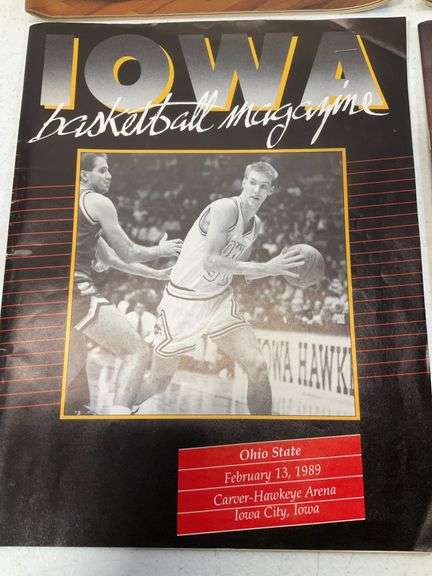 IOWA
basketball magazine
IOWA HAWK
Ohio State
February 13, 1989
Carver-Hawkeye Arena
Iowa City, Iowa